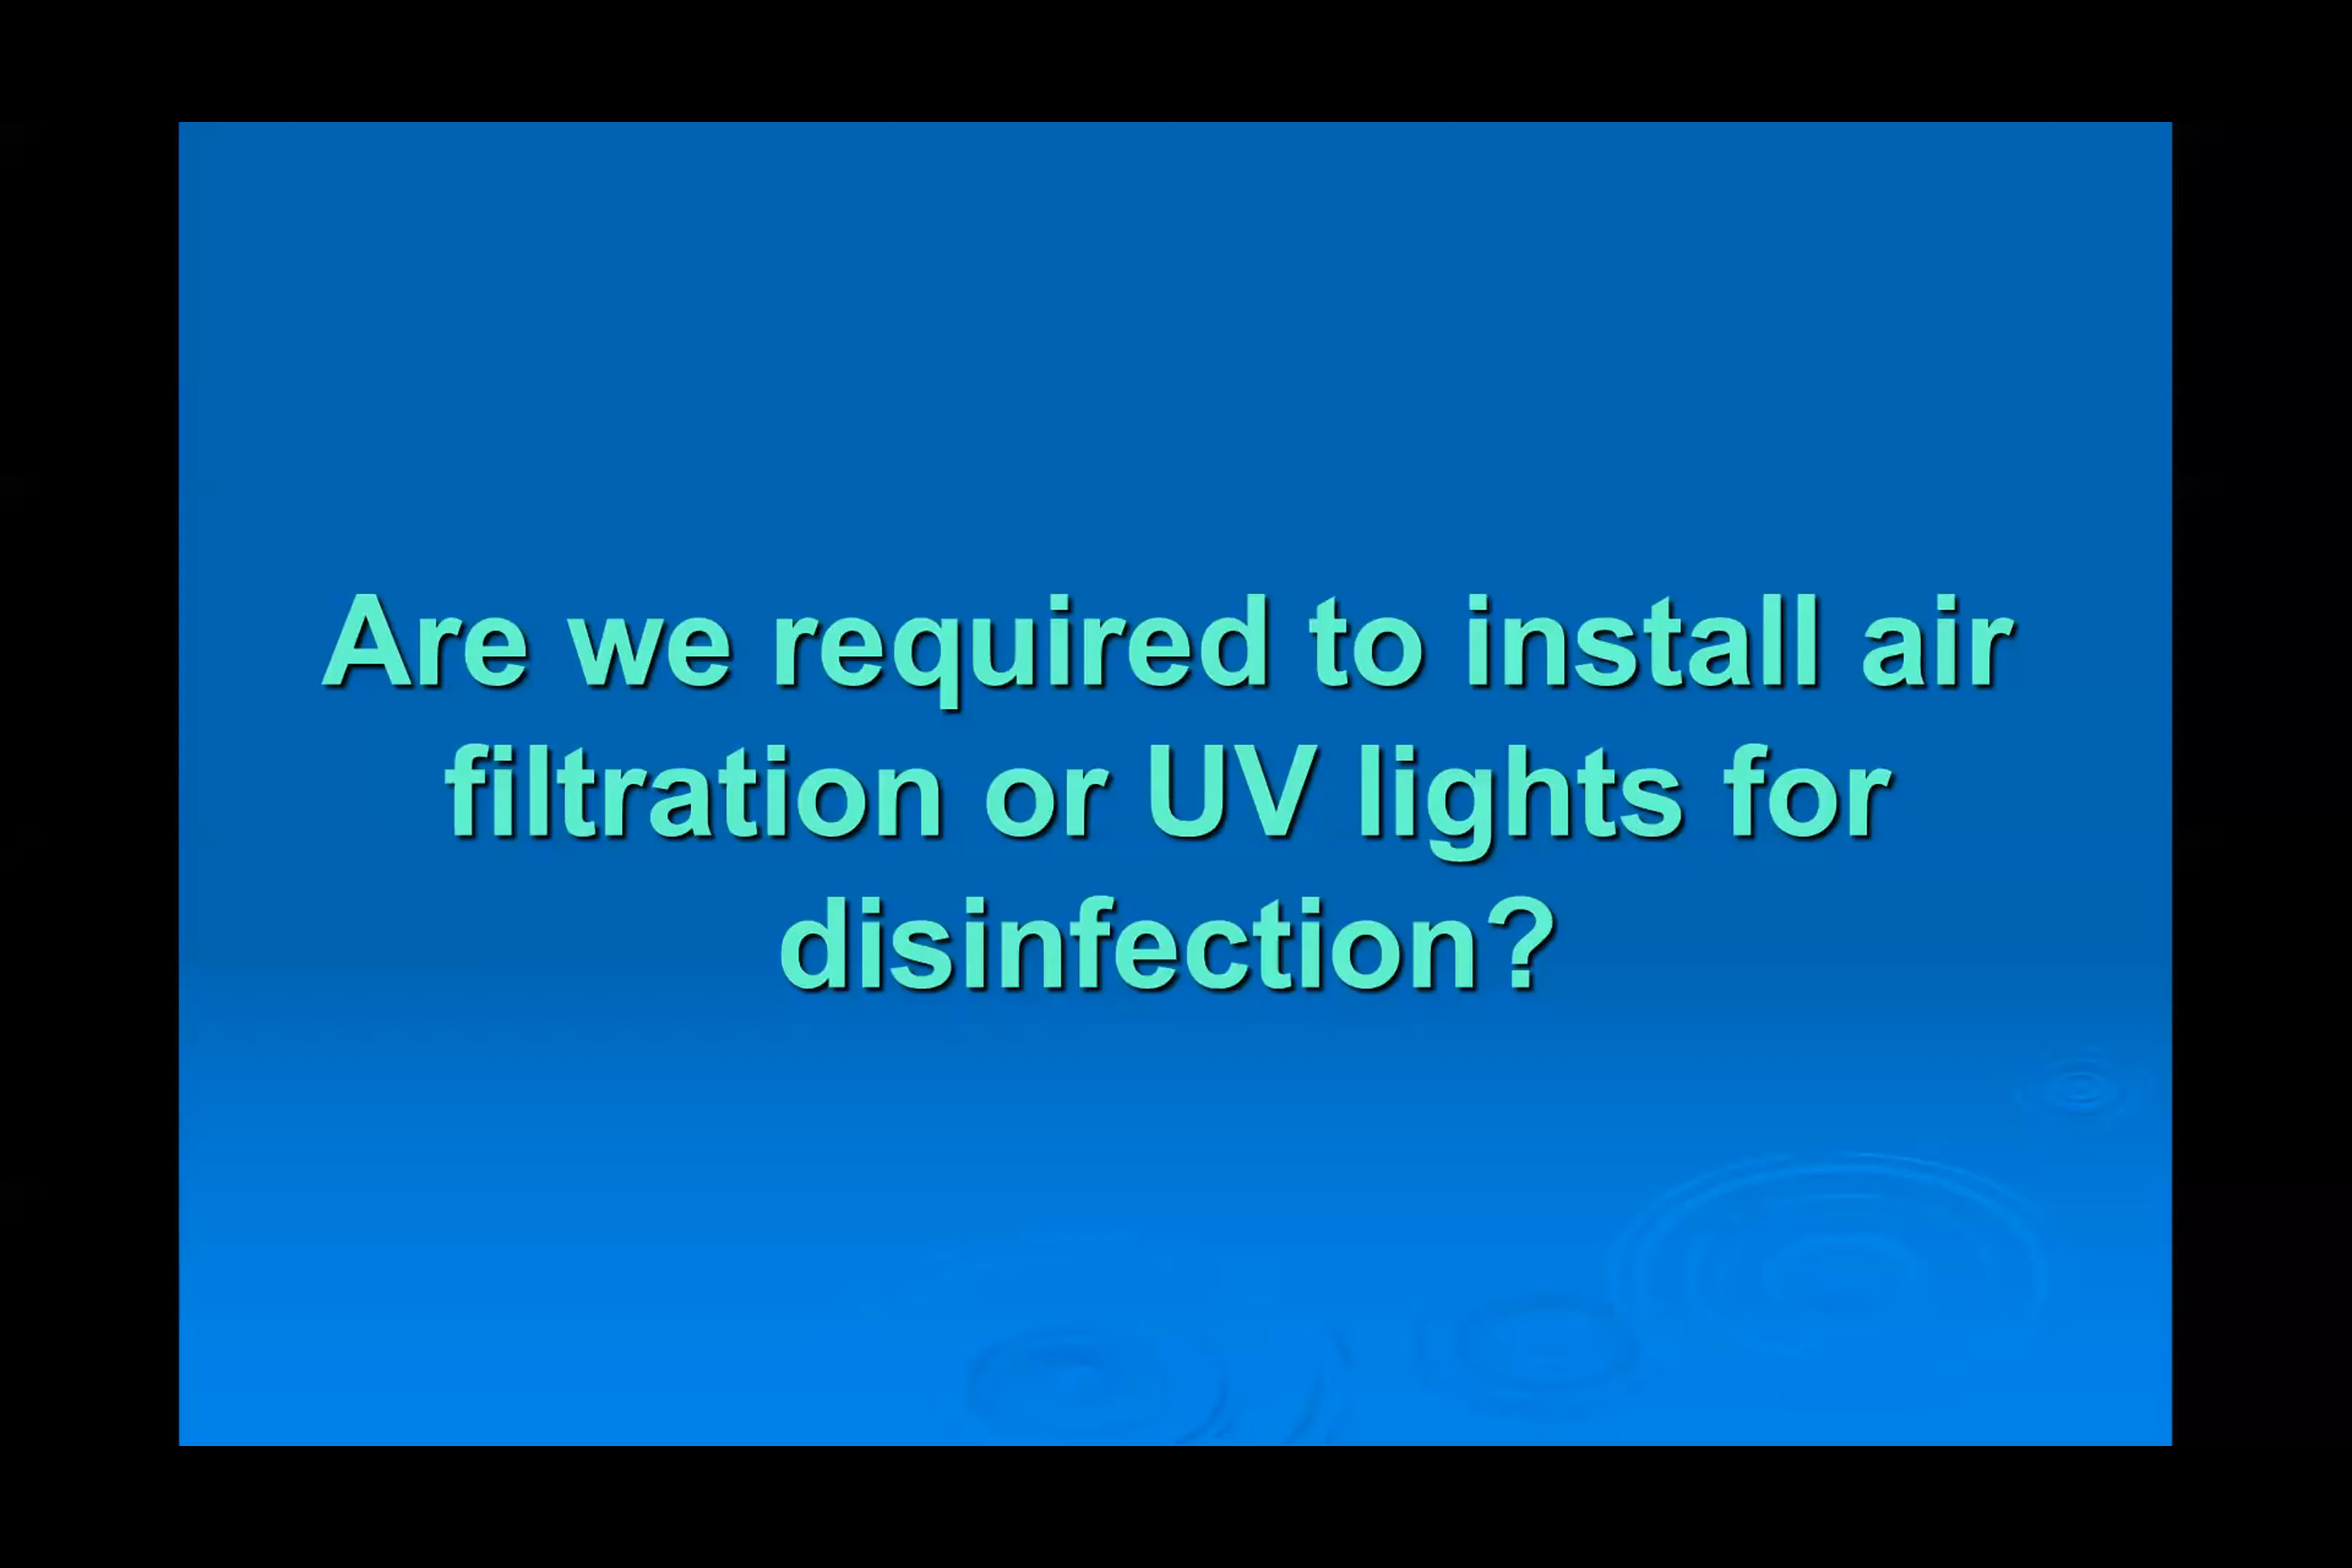 Are we required to install air
filtration or UV lights for
disinfection?